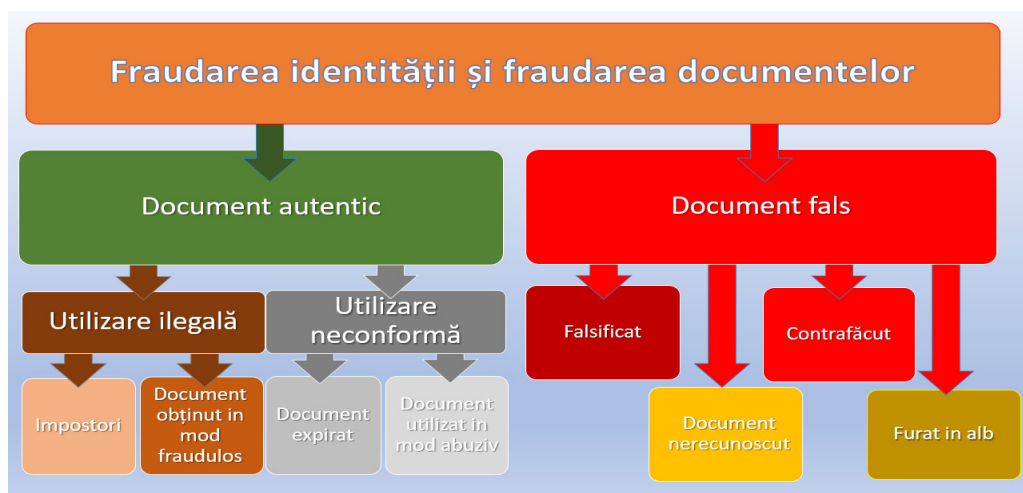 Fraudarea identității și fraudarea documentelor
Document autentic
Document fals
Utilizare ilegală
Utilizare
neconformă
Falsificat
Contrafăcut
Impostori
Document
obținut in
mod
fraudulos
Document
expirat
Document
utilizat in
mod abuziv
Document
nerecunoscut
Furat in alb